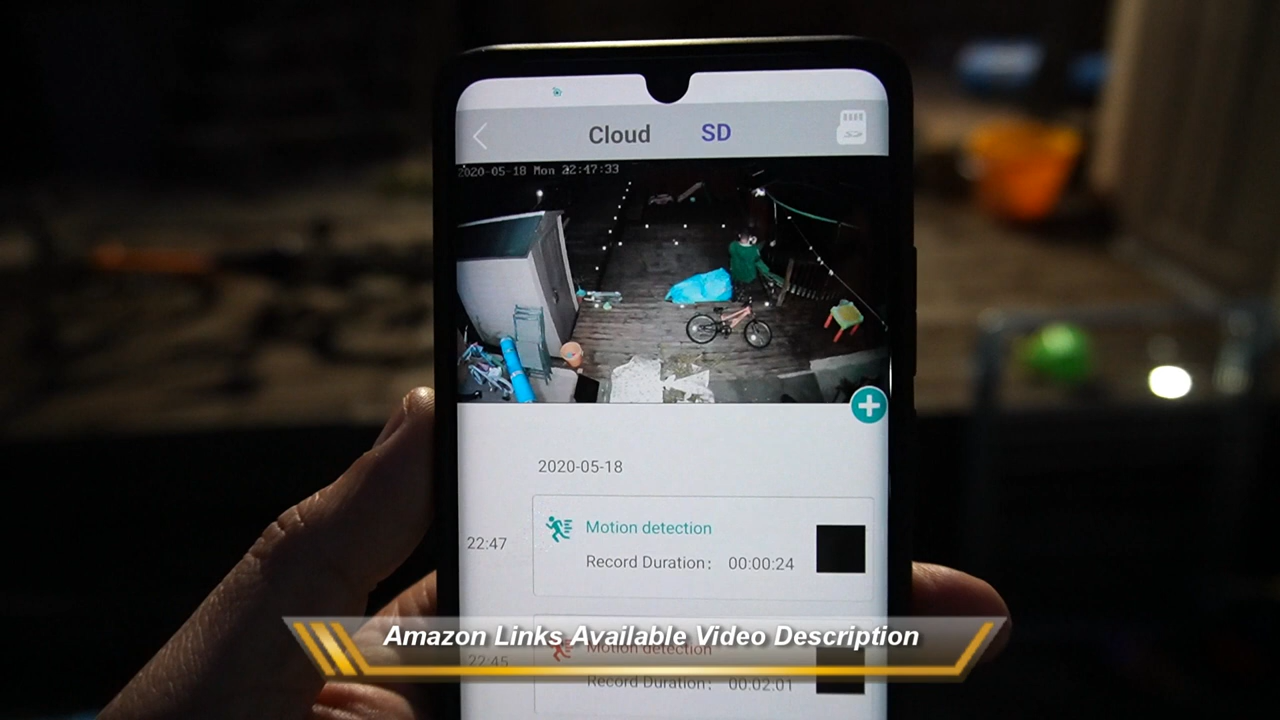 Cloud SD
2020-05-18 Mon 22:47:33
2020-05-18
Motion detection
22:47
Record Duration: 00:00:24
Amazon Links Available Video Description
Motion detection
22:45
Record Duration: 00:02:01